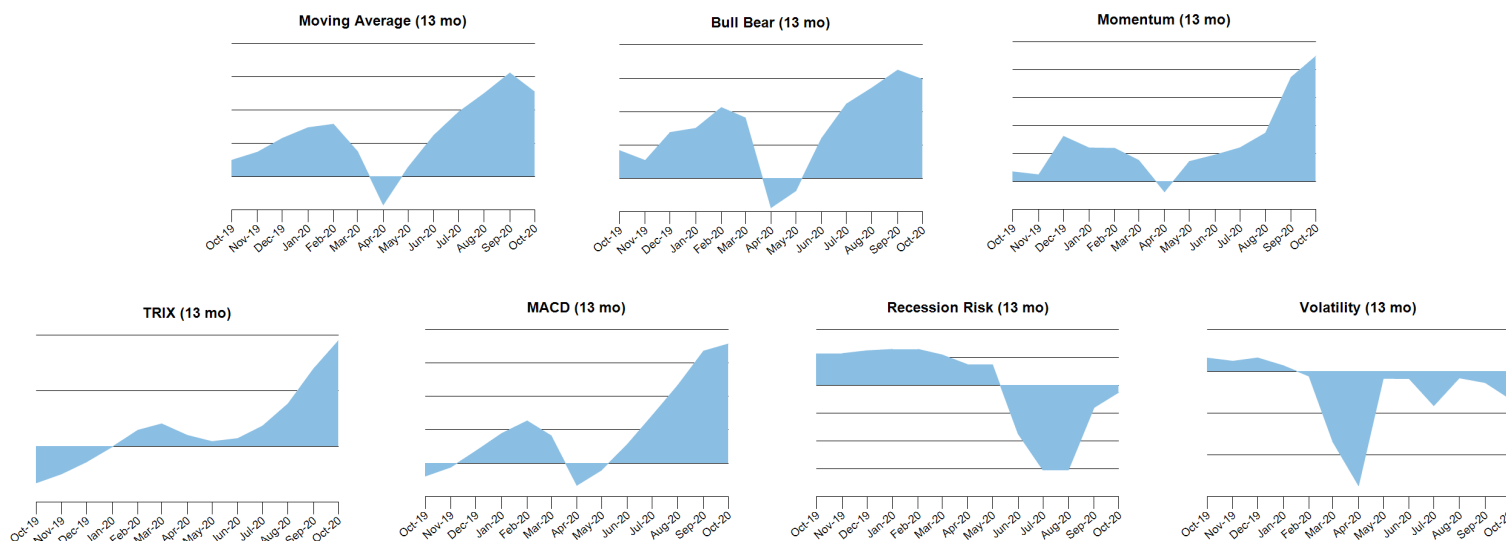 Moving Average (13 mo)
Oct-19 Nov-19 Dec-19 Jan-20 Feb-20 Mar-20 Apr-20 May-20 Jun-20 Jul-20 Aug-20 Sep-20 Oct-20
Bull Bear (13 mo)
Oct-19 Nov-19 Dec-19 Jan-20 Feb-20 Mar-20 Apr-20 May-20 Jun-20 Jul-20 Aug-20 Sep-20 Oct-20
Momentum (13 mo)
Oct-19 Nov-19 Dec-19 Jan-20 Feb-20 Mar-20 Apr-20 May-20 Jun-20 Jul-20 Aug-20 Sep-20 Oct-20
TRIX (13 mo)
Oct-19 Nov-19 Dec-19 Jan-20 Feb-20 Mar-20 Apr-20 May-20 Jun-20 Jul-20 Aug-20 Sep-20 Oct-20
MACD (13 mo)
Oct-19 Nov-19 Dec-19 Jan-20 Feb-20 Mar-20 Apr-20 May-20 Jun-20 Jul-20 Aug-20 Sep-20 Oct-20
Recession Risk (13 mo)
Oct-19 Nov-19 Dec-19 Jan-20 Feb-20 Mar-20 Apr-20 May-20 Jun-20 Jul-20 Aug-20 Sep-20 Oct-20
Volatility (13 mo)
Oct-19 Nov-19 Dec-19 Jan-20 Feb-20 Mar-20 Apr-20 May-20 Jun-20 Jul-20 Aug-20 Sep-20 Oct-20